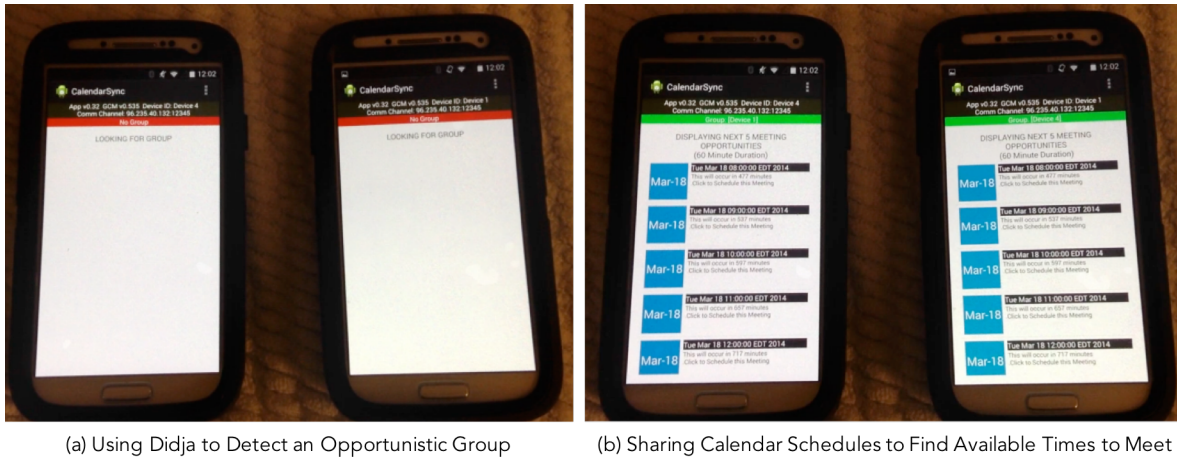 12:02
CalendarSync
App v0.32 GCM v0.535 Device ID: Device 4
Comm Channel: 96.235.40.132:12345
No Group
LOOKING FOR GROUP
12:02
CalendarSync
App v0.32 GCM v0.535 Device ID: Device 1
Comm Channel: 96.235.40.132:12345
No Group
LOOKING FOR GROUP
12:02
CalendarSync
App v0.32 GCM v0.535 Device ID: Device 4
Comm Channel: 96.235.40.132:12345
Group: [Device 1]
DISPLAYING NEXT 5 MEETING
OPPORTUNITIES
(60 Minute Duration)
Mar-18
Tue Mar 18 08:00:00 EDT 2014
This will occur in 477 minutes
Click to Schedule this Meeting
Mar-18
Tue Mar 18 09:00:00 EDT 2014
This will occur in 537 minutes
Click to Schedule this Meeting
Mar-18
Tue Mar 18 10:00:00 EDT 2014
This will occur in 597 minutes
Click to Schedule this Meeting
Mar-18
Tue Mar 18 11:00:00 EDT 2014
This will occur in 657 minutes
Click to Schedule this Meeting
Mar-18
Tue Mar 18 12:00:00 EDT 2014
This will occur in 717 minutes
Click to Schedule this Meeting
12:02
CalendarSync
App v0.32 GCM v0.535 Device ID: Device 1
Comm Channel: 96.235.40.132:12345
Group: [Device 4]
DISPLAYING NEXT 5 MEETING
OPPORTUNITIES
(60 Minute Duration)
Mar-18
Tue Mar 18 08:00:00 EDT 2014
This will occur in 477 minutes
Click to Schedule this Meeting
Mar-18
Tue Mar 18 09:00:00 EDT 2014
This will occur in 537 minutes
Click to Schedule this Meeting
Mar-18
Tue Mar 18 10:00:00 EDT 2014
This will occur in 597 minutes
Click to Schedule this Meeting
Mar-18
Tue Mar 18 11:00:00 EDT 2014
This will occur in 657 minutes
Click to Schedule this Meeting
Mar-18
Tue Mar 18 12:00:00 EDT 2014
This will occur in 717 minutes
Click to Schedule this Meeting
(a) Using Didja to Detect an Opportunistic Group
(b) Sharing Calendar Schedules to Find Available Times to Meet